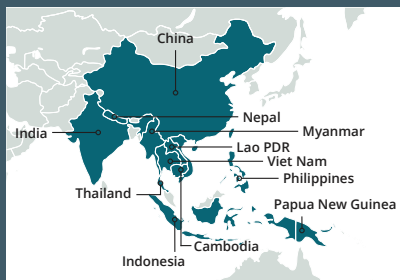 China
Nepal
India
Myanmar
Lao PDR
Viet Nam
Philippines
Thailand
Papua New Guinea
Cambodia
Indonesia